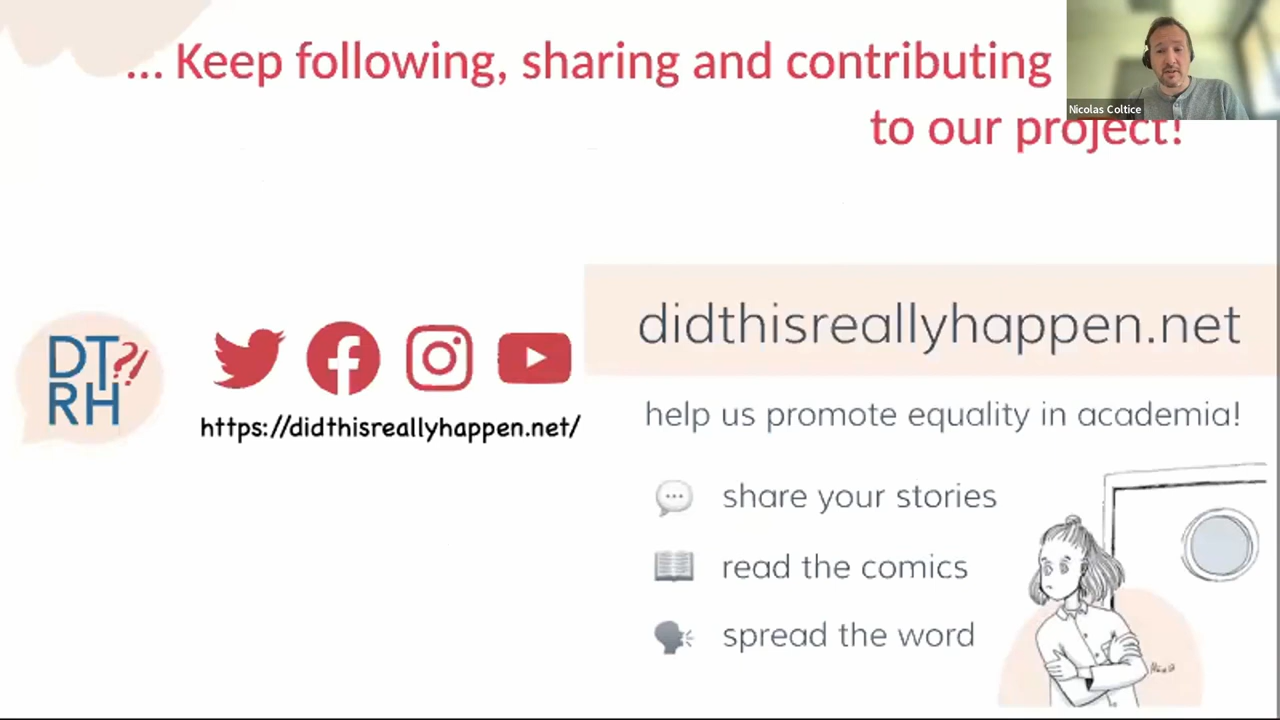 ... Keep following, sharing and contributing
to our project!
Nicolas Coltice
DT?!
RH
https://didthisreallyhappen.net/
didthisreallyhappen.net
help us promote equality in academia!
share your stories
read the comics
spread the word